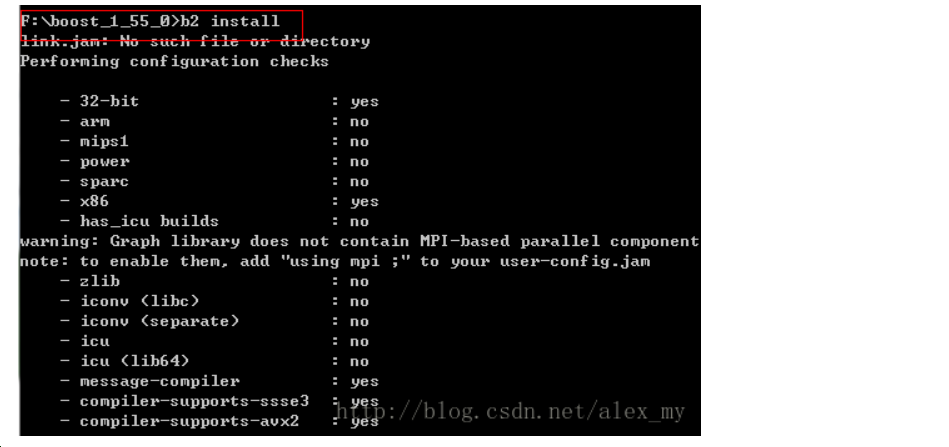 F:\boost_1_55_0>b2 install
link.jam: No such file or directory
Performing configuration checks
- 32-bit : yes
- arm : no
- mips1 : no
- power : no
- sparc : no
- x86 : yes
- has_icu builds : no
warning: Graph library does not contain MPI-based parallel component
note: to enable them, add "using mpi ;" to your user-config.jam
- zlib : no
- iconv (libc) : no
- iconv (separate) : no
- icu : no
- icu (lib64) : no
- message-compiler : yes
- compiler-supports-ssse3 : yes
- compiler-supports-avx2 : yes
http://blog.csdn.net/alex_my